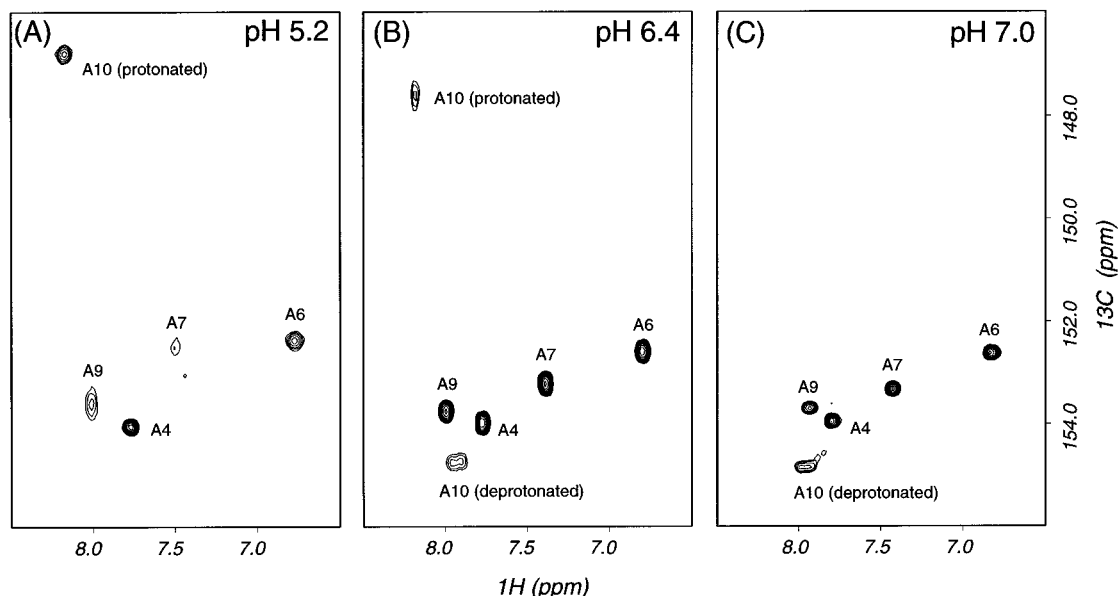 (A) pH 5.2
A10 (protonated)
A7
A6
A9
A4
8.0 7.5 7.0
(B) pH 6.4
A10 (protonated)
A6
A7
A9
A4
A10 (deprotonated)
8.0 7.5 7.0
(C) pH 7.0
A6
A7
A9
A4
A10 (deprotonated)
8.0 7.5 7.0
148.0
150.0
152.0
154.0
13C (ppm)
1H (ppm)